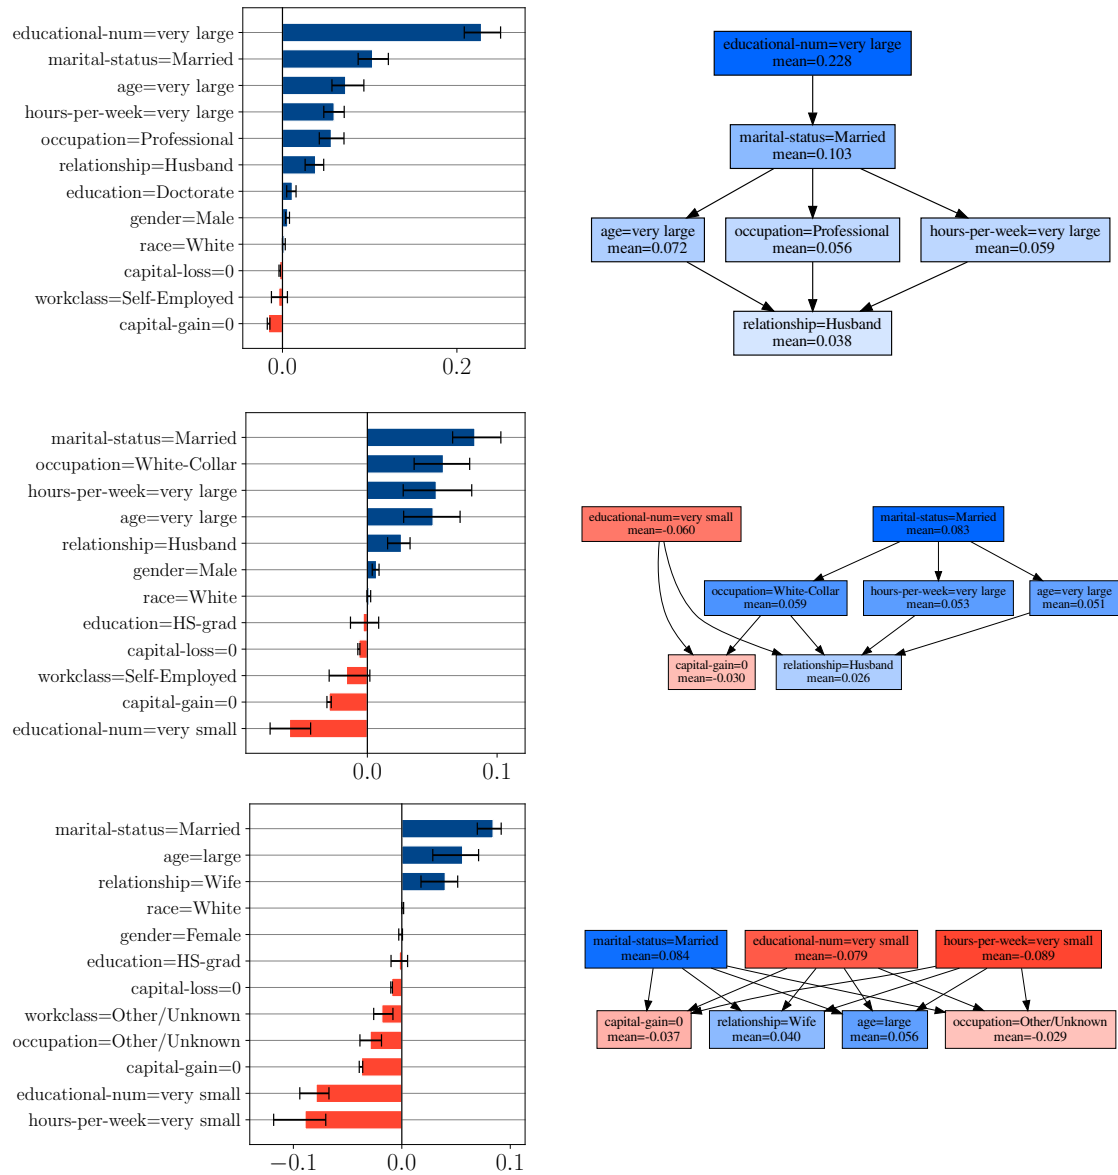 educational-num=very large
marital-status=Married
age=very large
hours-per-week=very large
occupation=Professional
relationship=Husband
education=Doctorate
gender=Male
race=White
capital-loss=0
workclass=Self-Employed
capital-gain=0
0.0
0.2
educational-num=very large
mean=0.228
marital-status=Married
mean=0.103
age=very large
mean=0.072
occupation=Professional
mean=0.056
hours-per-week=very large
mean=0.059
relationship=Husband
mean=0.038
marital-status=Married
occupation=White-Collar
hours-per-week=very large
age=very large
relationship=Husband
gender=Male
race=White
education=HS-grad
capital-loss=0
workclass=Self-Employed
capital-gain=0
educational-num=very small
0.0
0.1
educational-num=very small
mean=-0.060
marital-status=Married
mean=0.083
occupation=White-Collar
mean=0.059
hours-per-week=very large
mean=0.053
age=very large
mean=0.051
capital-gain=0
mean=-0.030
relationship=Husband
mean=0.026
marital-status=Married
age=large
relationship=Wife
race=White
gender=Female
education=HS-grad
capital-loss=0
workclass=Other/Unknown
occupation=Other/Unknown
capital-gain=0
educational-num=very small
hours-per-week=very small
−0.1
0.0
0.1
marital-status=Married
mean=0.084
educational-num=very small
mean=-0.079
hours-per-week=very small
mean=-0.089
capital-gain=0
mean=-0.037
relationship=Wife
mean=0.040
age=large
mean=0.056
occupation=Other/Unknown
mean=-0.029